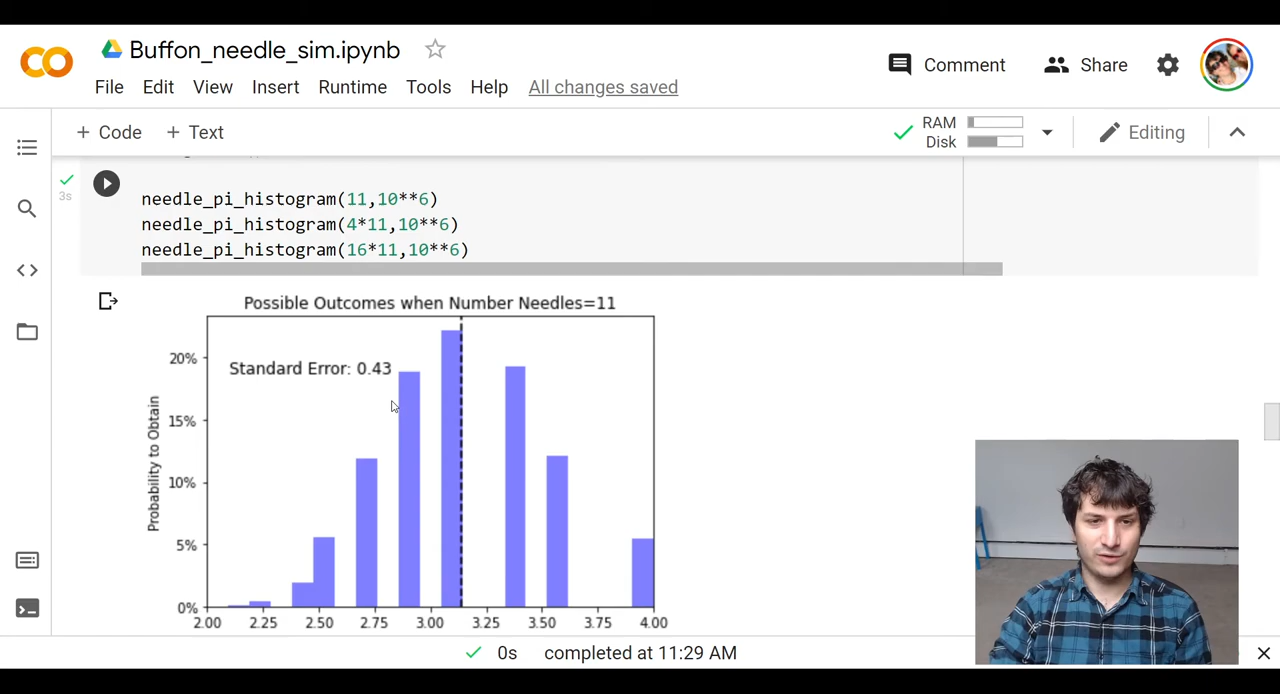 CO Buffon_needle_sim.ipynb
Comment Share
File Edit View Insert Runtime Tools Help All changes saved
+ Code + Text
RAM
Disk
Editing
3s
needle_pi_histogram(11,10**6)
needle_pi_histogram(4*11,10**6)
needle_pi_histogram(16*11,10**6)
Possible Outcomes when Number Needles=11
Standard Error: 0.43
Probability to Obtain
20%
15%
10%
5%
0%
2.00 2.25 2.50 2.75 3.00 3.25 3.50 3.75 4.00
0s completed at 11:29 AM